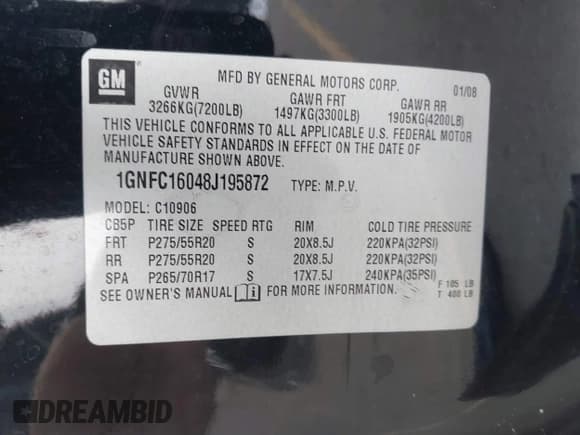 GM
MFD BY GENERAL MOTORS CORP. 01/08
GVWR GAWR FRT GAWR RR
3266KG(7200LB) 1497KG(3300LB) 1905KG(4200LB)
THIS VEHICLE CONFORMS TO ALL APPLICABLE U.S. FEDERAL MOTOR
VEHICLE SAFETY STANDARDS IN EFFECT ON THE DATE OF
MANUFACTURE SHOWN ABOVE.
1GNFC16048J195872 TYPE: M.P.V.
MODEL: C10906
CB5P TIRE SIZE SPEED RTG RIM COLD TIRE PRESSURE
FRT P275/55R20 S 20X8.5J 220KPA(32PSI)
RR P275/55R20 S 20X8.5J 220KPA(32PSI)
SPA P265/70R17 S 17X7.5J 240KPA(35PSI)
SEE OWNER'S MANUAL i FOR MORE INFORMATION.
F 105 LB
T 400 LB
DREAMBID